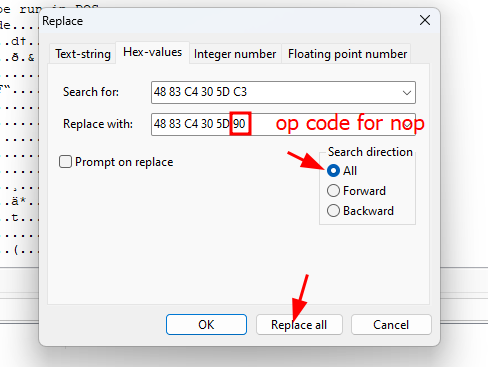 be run in DOS
de....
Replace
..d†.
Text-string
Hex-values
Integer number
Floating point number
..ð.&
Search for:
48 83 C4 30 5D C3
Replace with:
48 83 C4 30 5D 90
op code for nøp
Prompt on replace
Search direction
All
Forward
Backward
..ä*..
..t...
..(...
OK
Replace all
Cancel